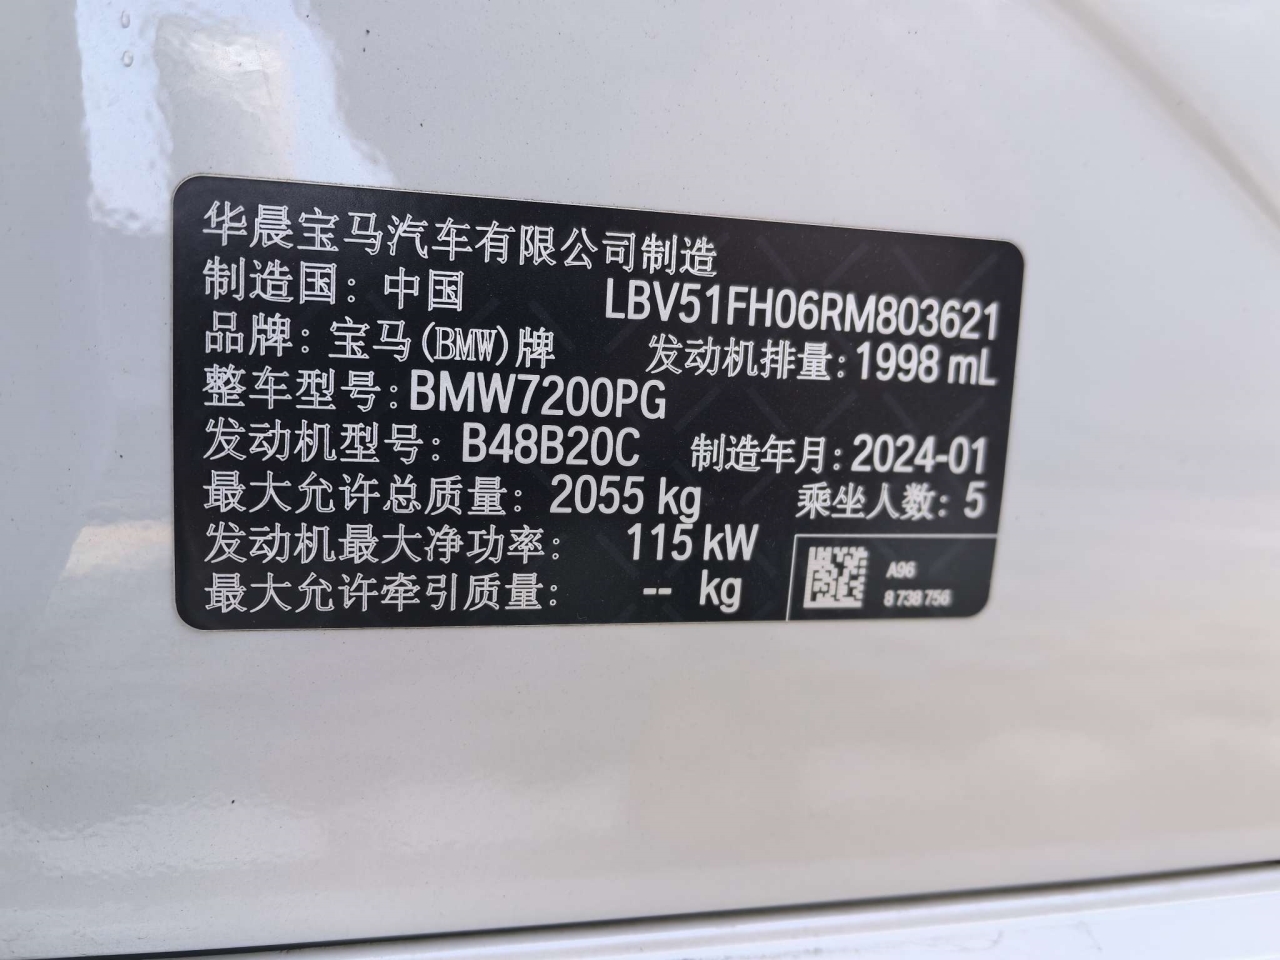 华晨宝马汽车有限公司制造
制造国：中国 LBV51FH06RM803621
品牌：宝马(BMW)牌 发动机排量：1998 mL
整车型号：BMW7200PG
发动机型号：B48B20C 制造年月：2024-01
最大允许总质量：2055 kg 乘坐人数：5
发动机最大净功率： 115 kW
最大允许牵引质量： -- kg
A96
8 738 756